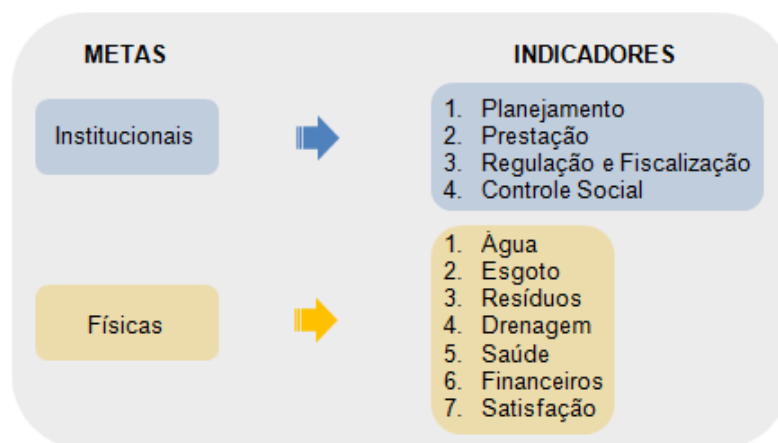 METAS
INDICADORES
Institucionais
1. Planejamento
2. Prestação
3. Regulação e Fiscalização
4. Controle Social
Físicas
1. Água
2. Esgoto
3. Resíduos
4. Drenagem
5. Saúde
6. Financeiros
7. Satisfação